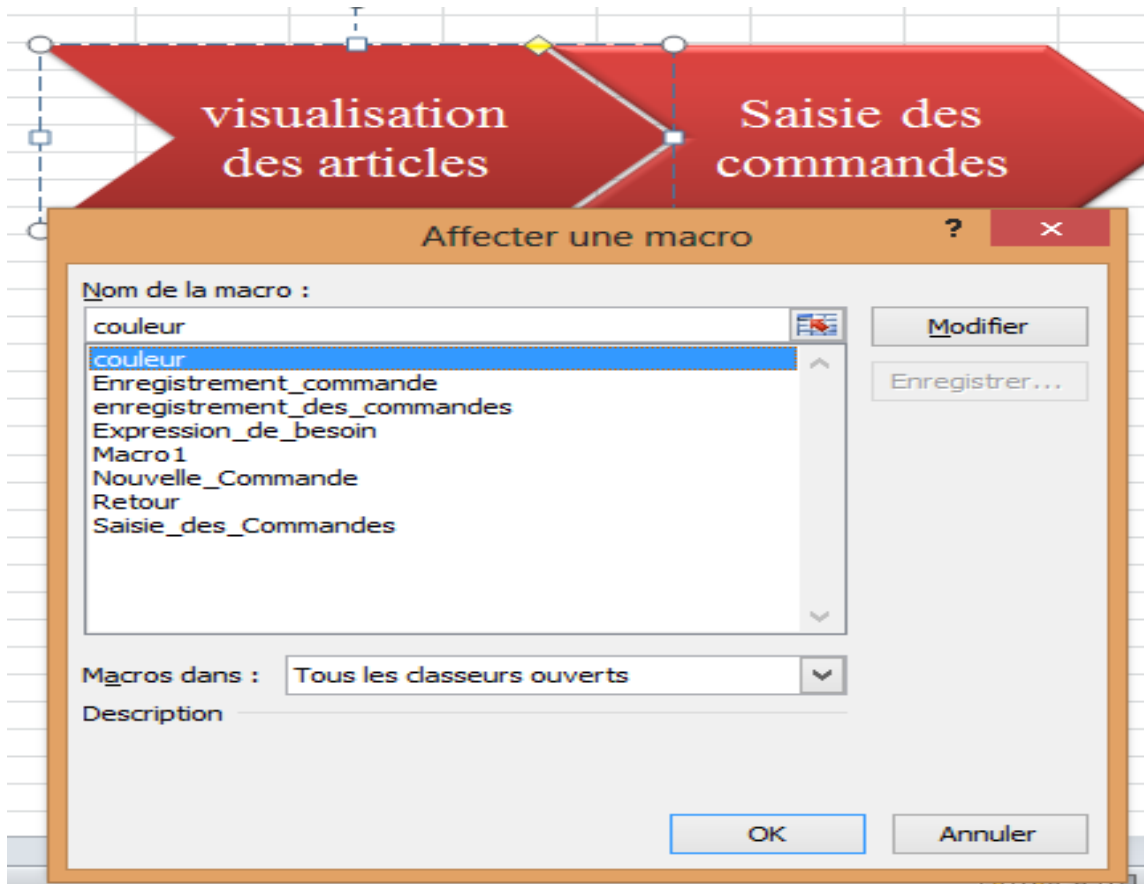 visualisation
des articles
Saisie des
commandes
Affecter une macro
?
Nom de la macro :
couleur
Modifier
couleur
Enregistrer...
Enregistrement_commande
enregistrement_des_commandes
Expression_de_besoin
Macro1
Nouvelle_Commande
Retour
Saisie_des_Commandes
Macros dans :
Tous les classeurs ouverts
Description
OK
Annuler